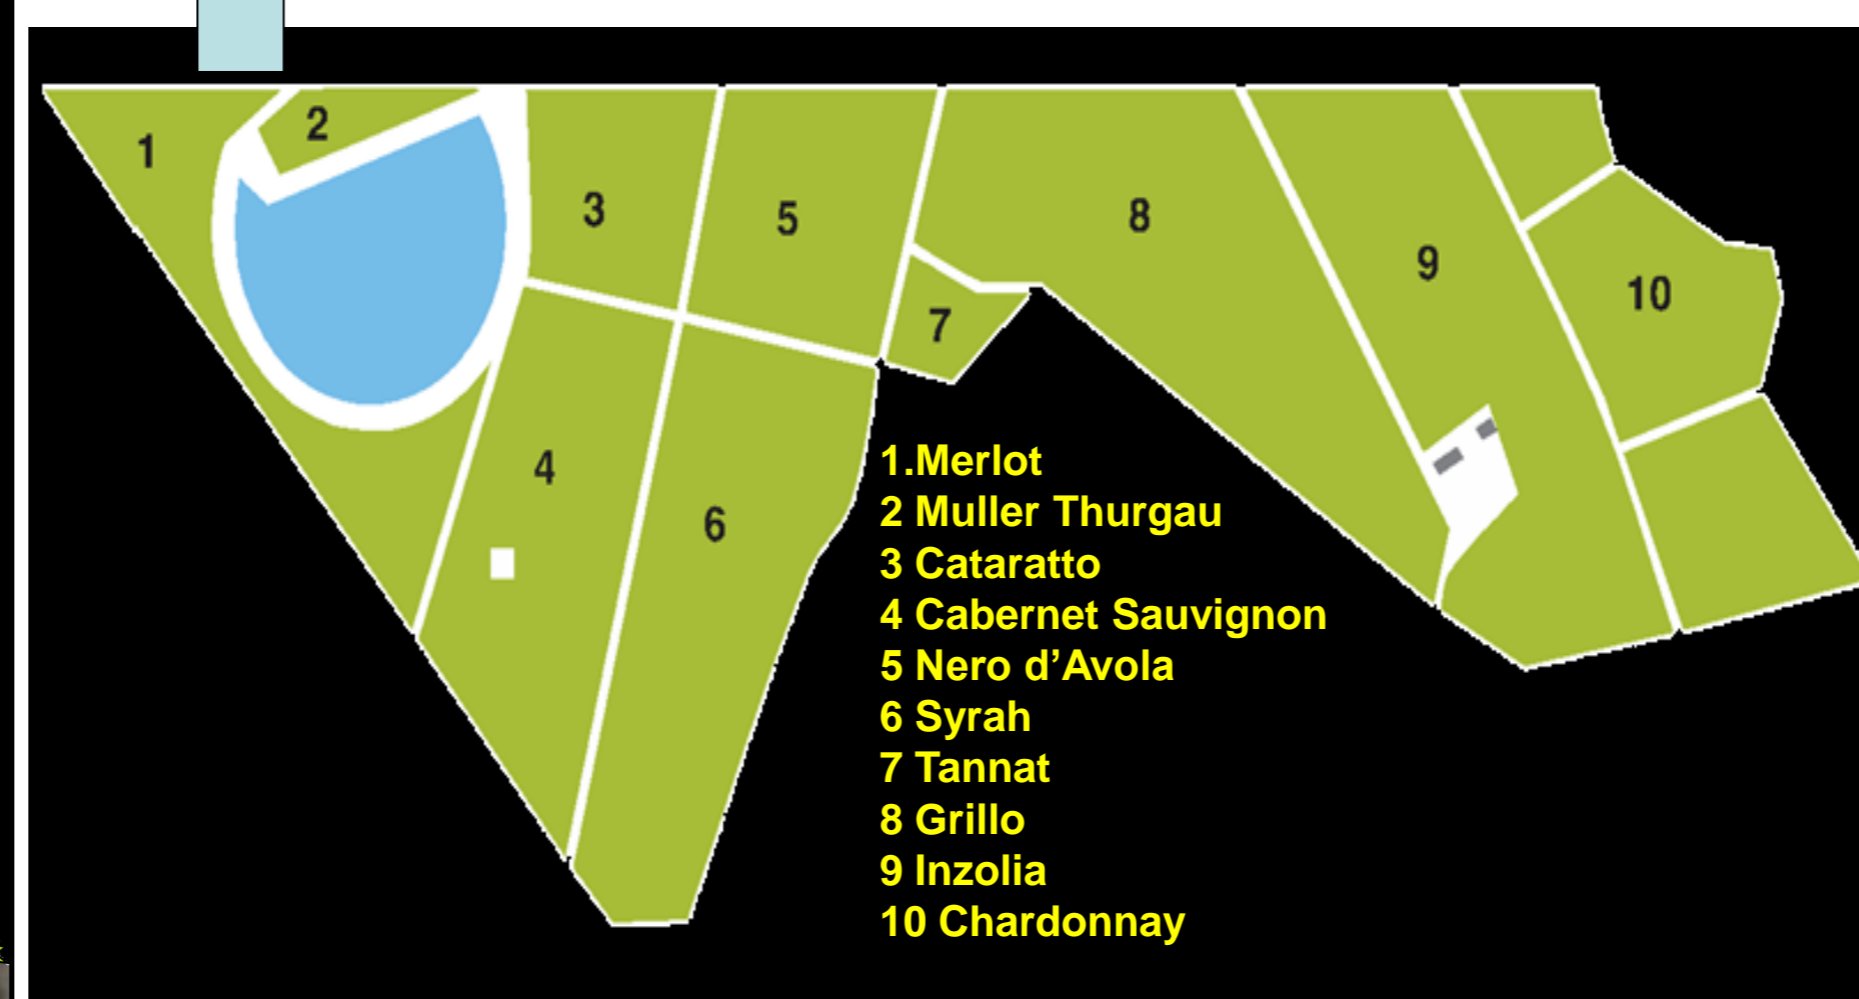 1
2
3
5
8
9
10
7
4
6
1.Merlot
2 Muller Thurgau
3 Cataratto
4 Cabernet Sauvignon
5 Nero d’Avola
6 Syrah
7 Tannat
8 Grillo
9 Inzolia
10 Chardonnay